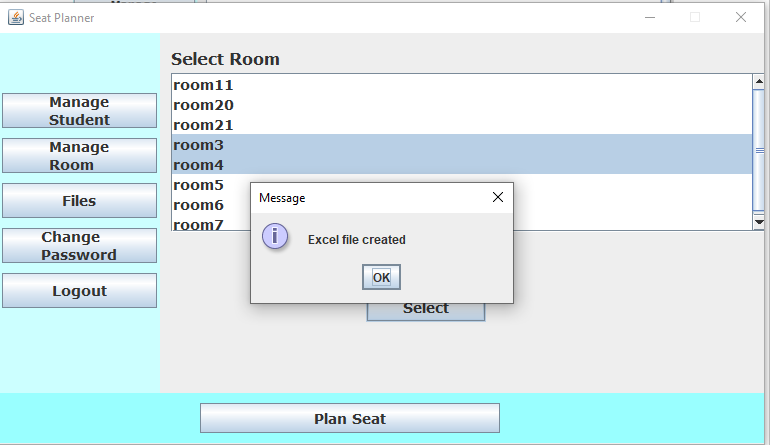 Seat Planner
Select Room
Manage
Student
Manage
Room
Files
Change
Password
Logout
room11
room20
room21
room3
room4
room5
room6
room7
Message
Excel file created
OK
Select
Plan Seat